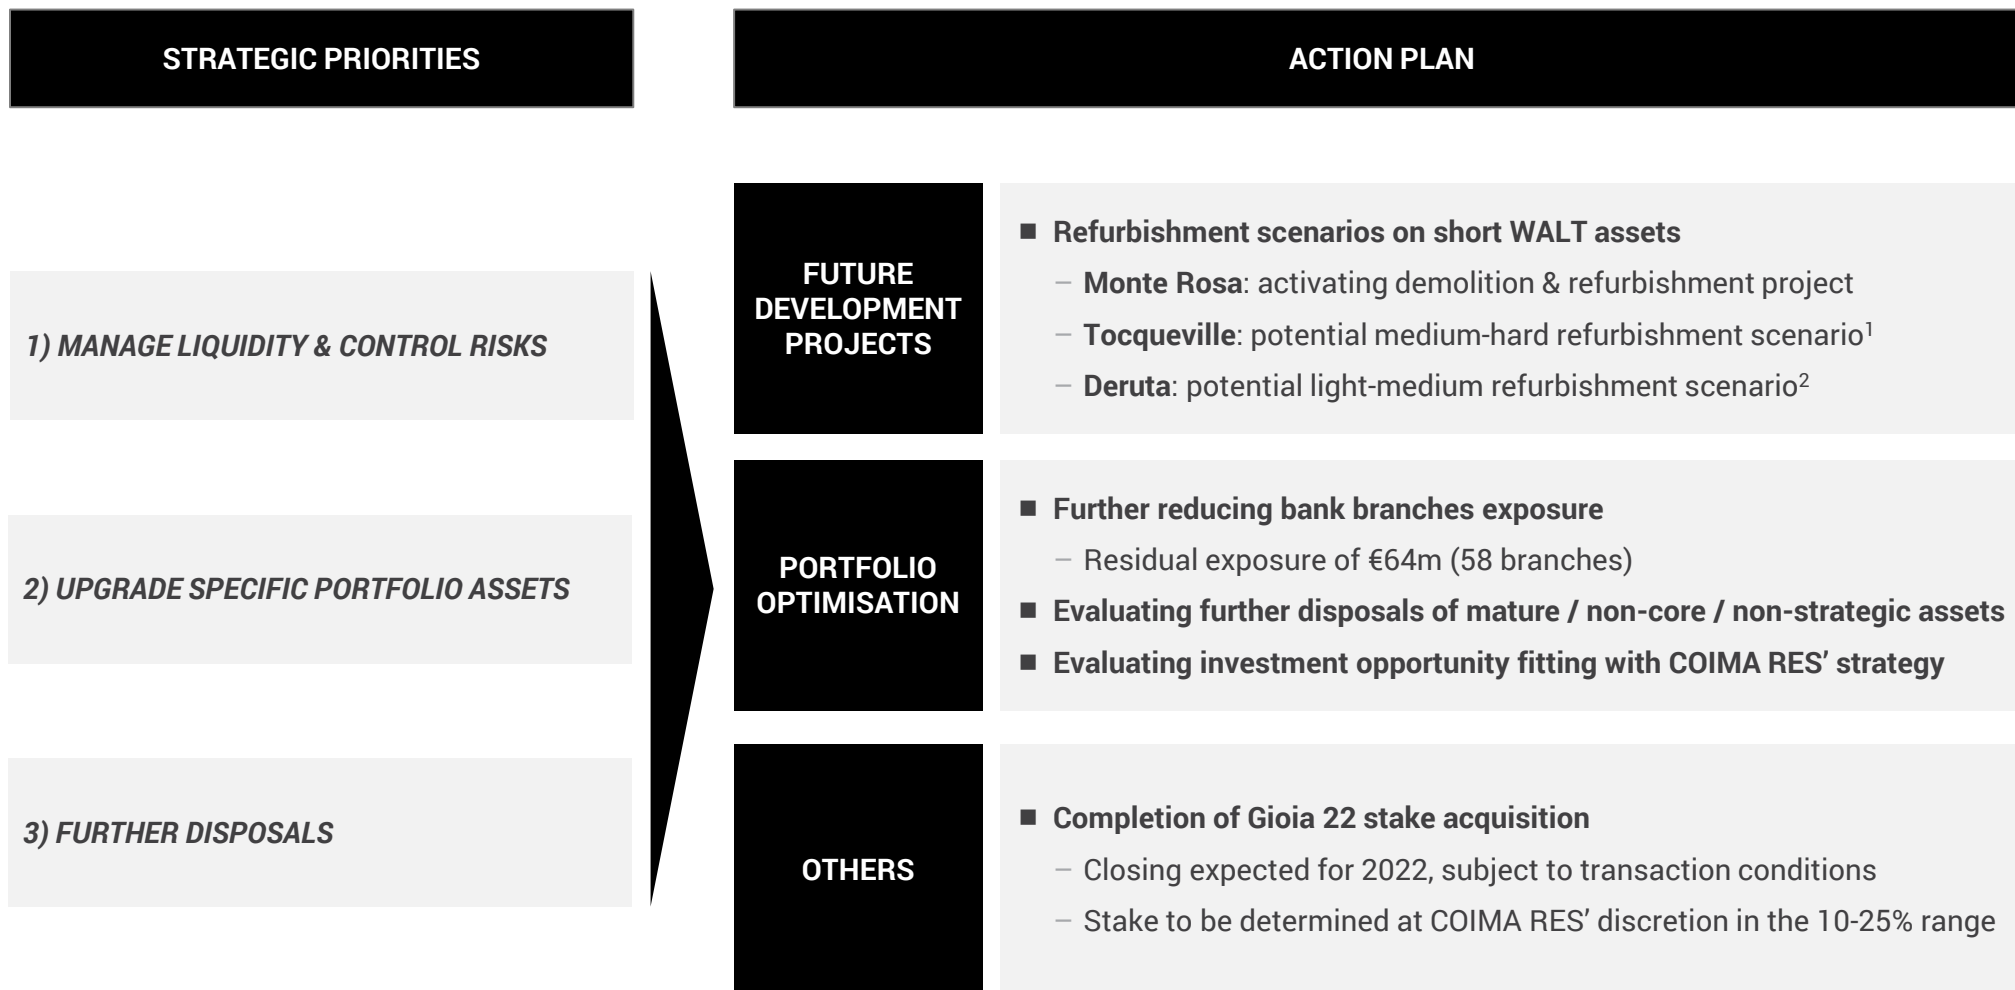 STRATEGIC PRIORITIES
ACTION PLAN
1) MANAGE LIQUIDITY & CONTROL RISKS
2) UPGRADE SPECIFIC PORTFOLIO ASSETS
3) FURTHER DISPOSALS
FUTURE
DEVELOPMENT
PROJECTS
■ Refurbishment scenarios on short WALT assets
– Monte Rosa: activating demolition & refurbishment project
– Tocqueville: potential medium-hard refurbishment scenario¹
– Deruta: potential light-medium refurbishment scenario²
PORTFOLIO
OPTIMISATION
■ Further reducing bank branches exposure
– Residual exposure of €64m (58 branches)
■ Evaluating further disposals of mature / non-core / non-strategic assets
■ Evaluating investment opportunity fitting with COIMA RES’ strategy
OTHERS
■ Completion of Gioia 22 stake acquisition
– Closing expected for 2022, subject to transaction conditions
– Stake to be determined at COIMA RES’ discretion in the 10-25% range